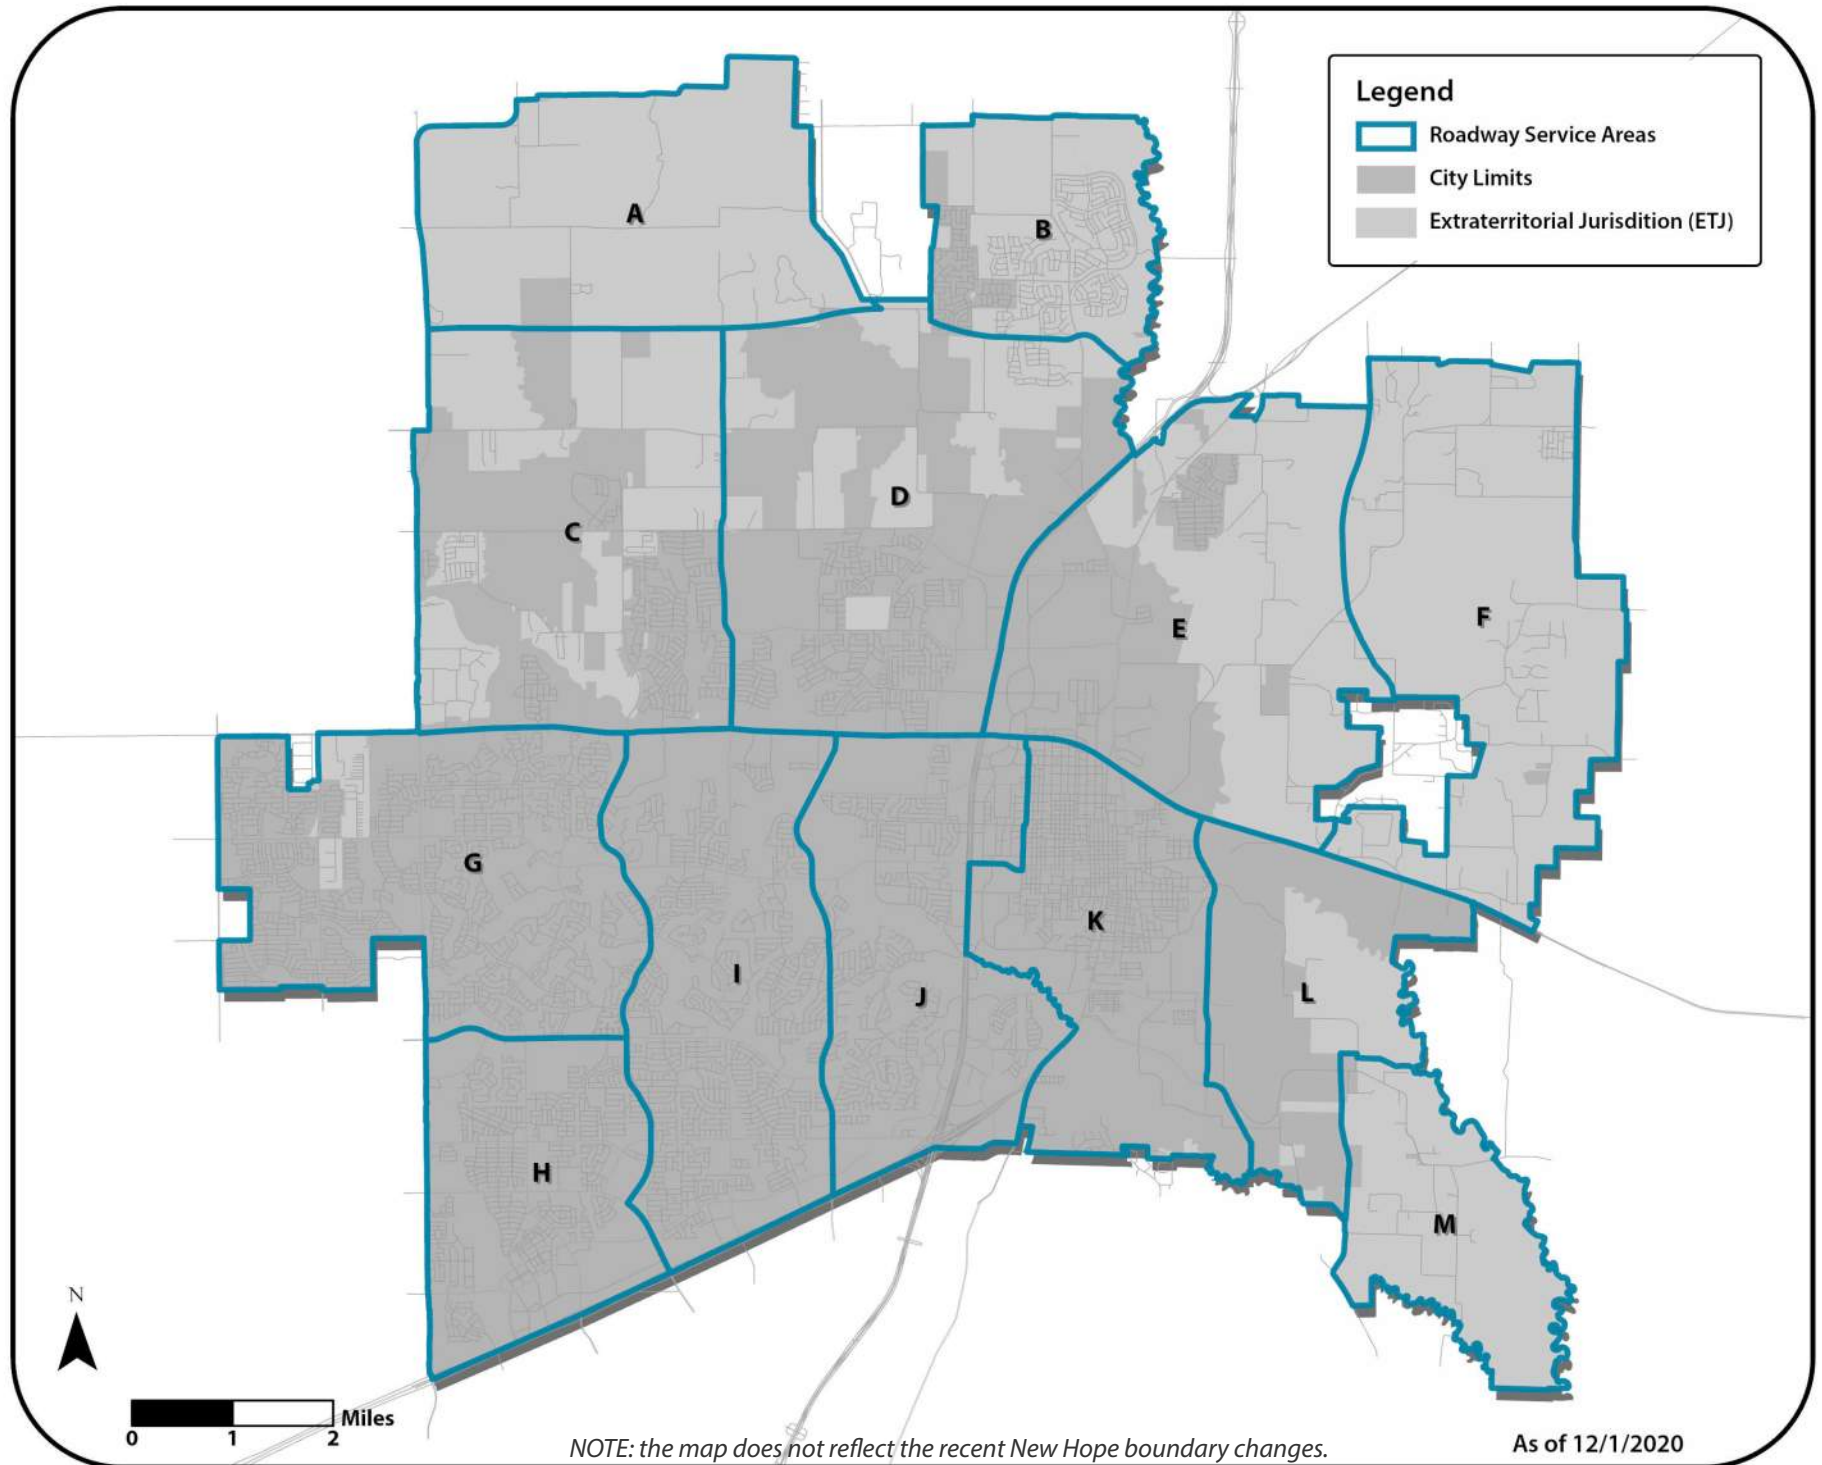 Legend
Roadway Service Areas
City Limits
Extraterritorial Jurisdition (ETJ)
A
B
C
D
E
F
G
H
I
J
K
L
M
N
Miles
0 1 2
NOTE: the map does not reflect the recent New Hope boundary changes.
As of 12/1/2020